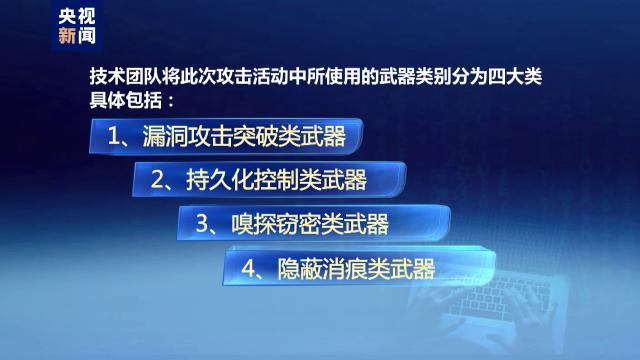 央视
新闻
技术团队将此次攻击活动中所使用的武器类别分为四大类
具体包括：
1、漏洞攻击突破类武器
2、持久化控制类武器
3、嗅探窃密类武器
4、隐蔽消痕类武器